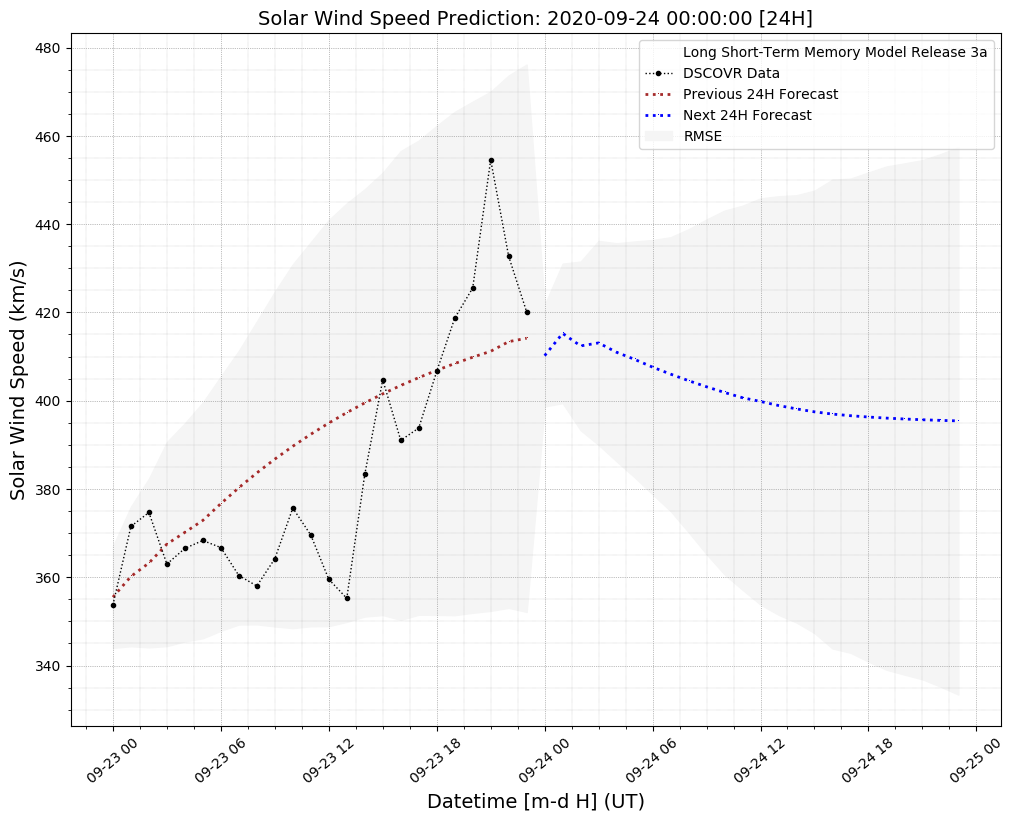 Solar Wind Speed Prediction: 2020-09-24 00:00:00 [24H]
Long Short-Term Memory Model Release 3a
DSCOVR Data
Previous 24H Forecast
Next 24H Forecast
RMSE
Solar Wind Speed (km/s)
480
460
440
420
400
380
360
340
09-23 00
09-23 06
09-23 12
09-23 18
09-24 00
09-24 06
09-24 12
09-24 18
09-25 00
Datetime [m-d H] (UT)